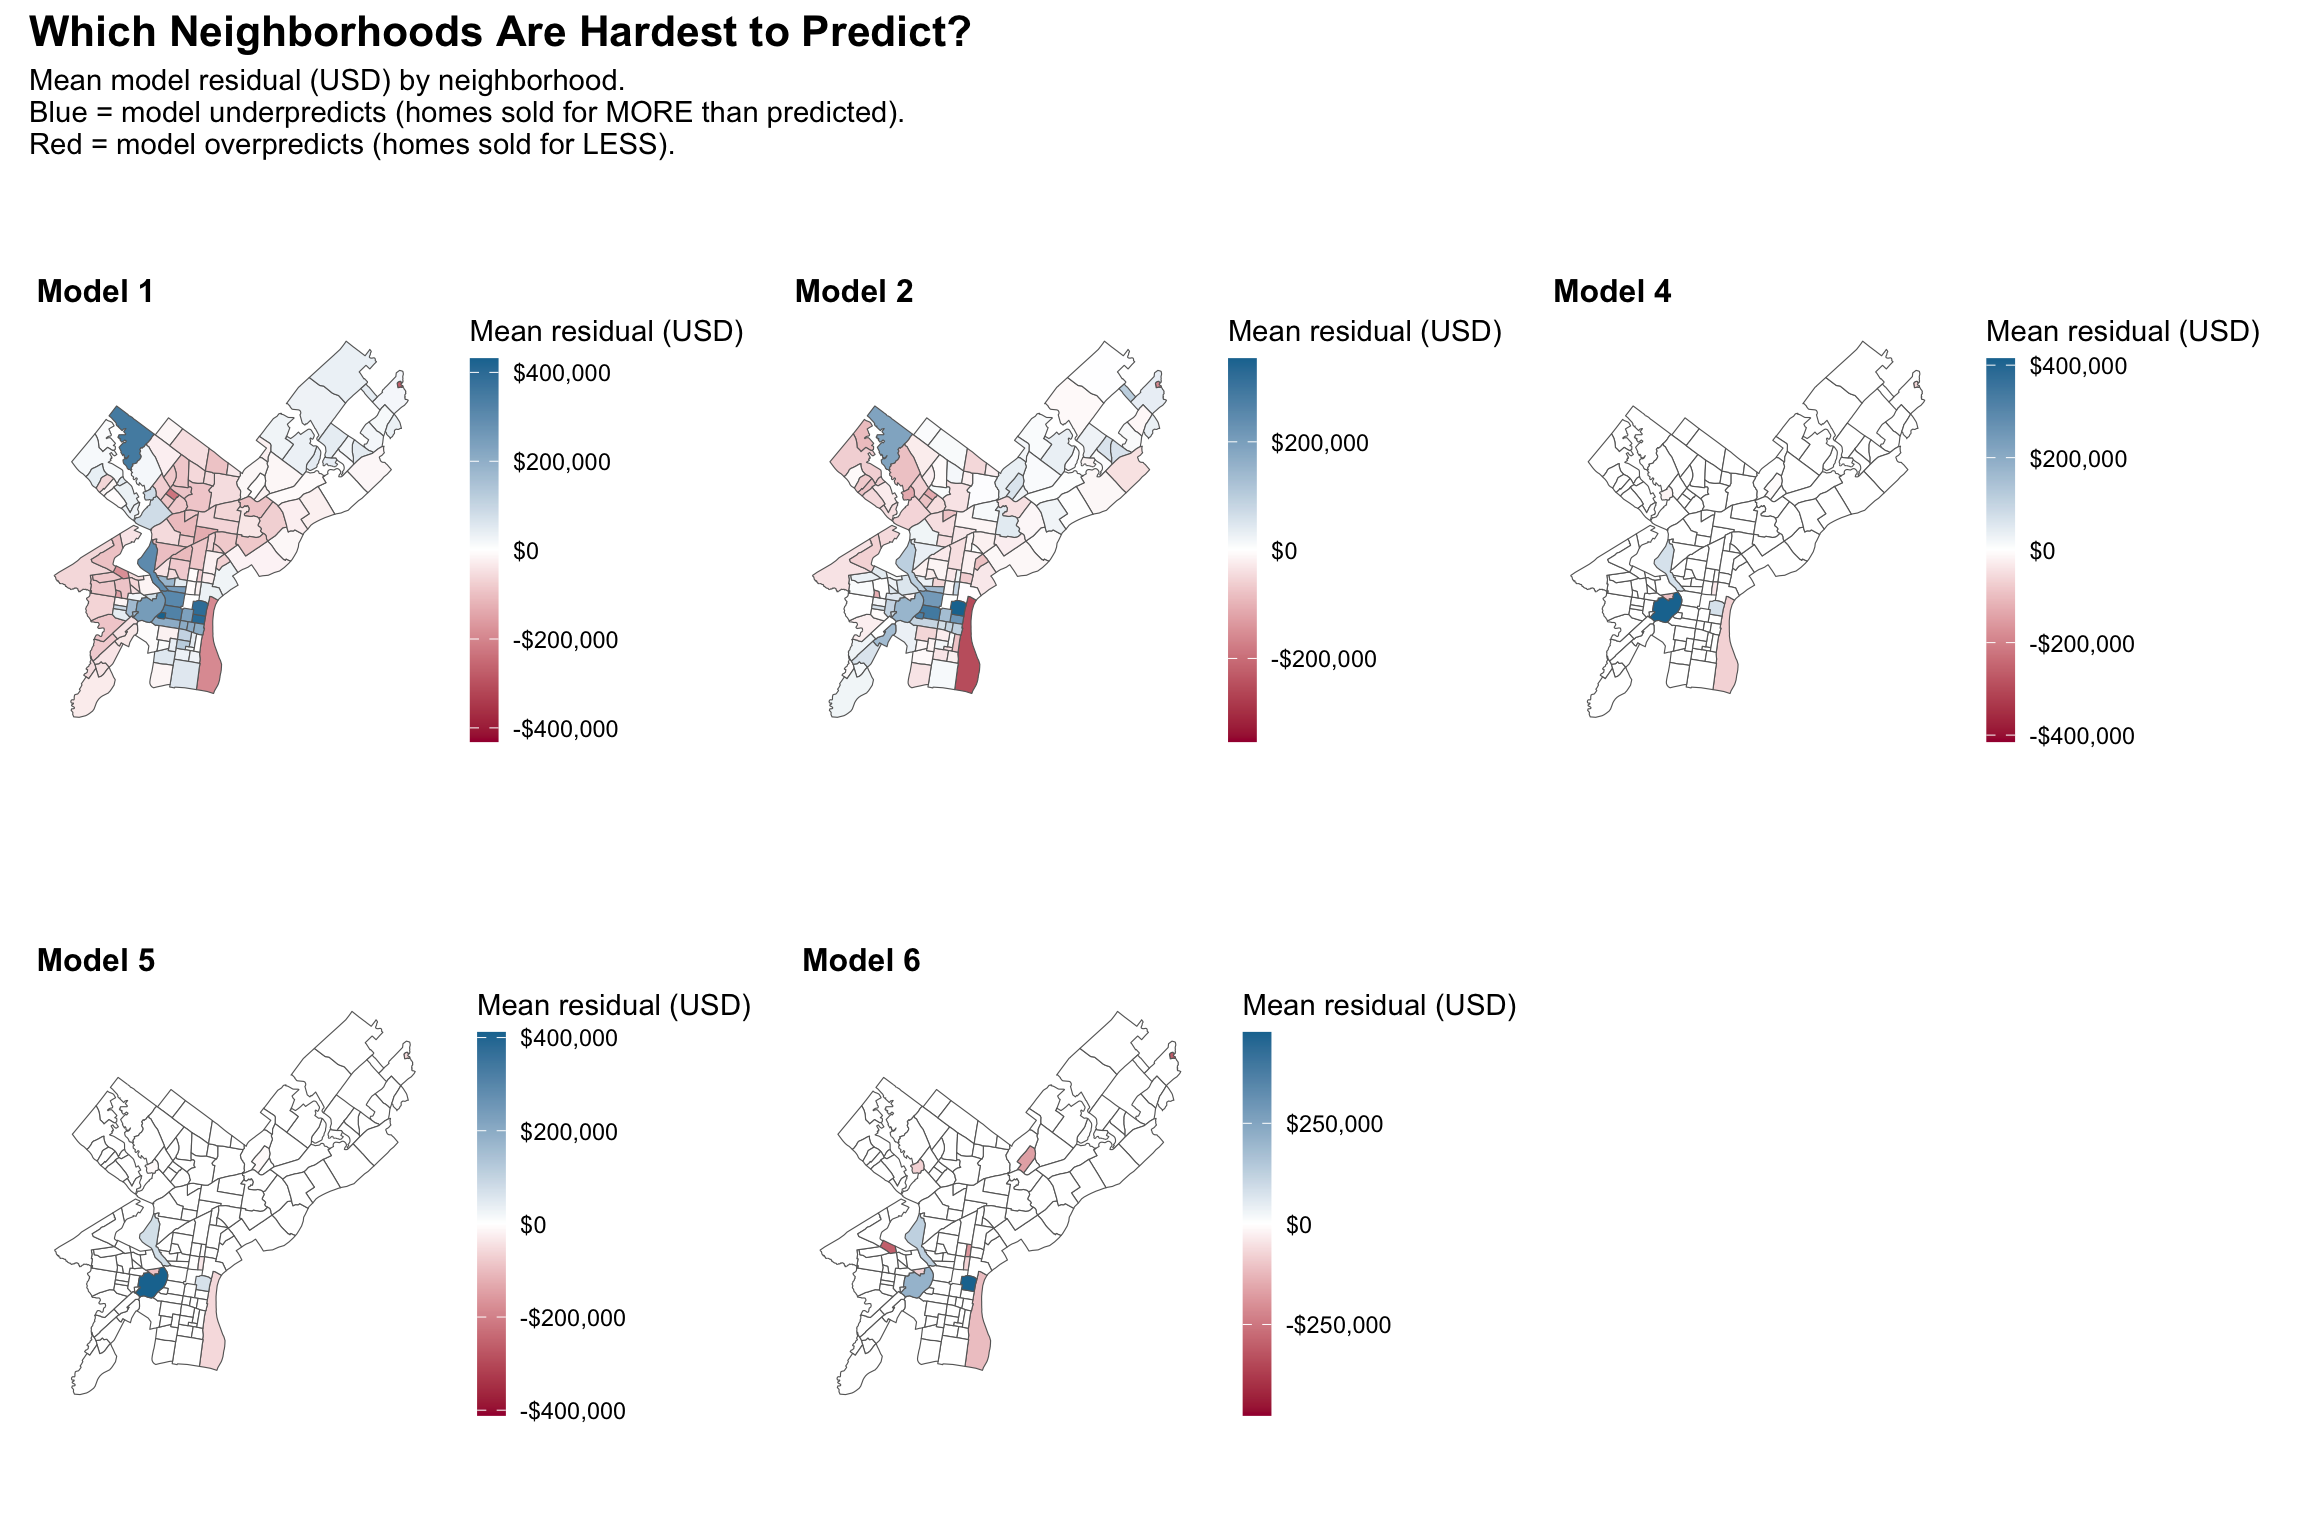 Which Neighborhoods Are Hardest to Predict?
Mean model residual (USD) by neighborhood.
Blue = model underpredicts (homes sold for MORE than predicted).
Red = model overpredicts (homes sold for LESS).
Model 1
Mean residual (USD)
$400,000
$200,000
$0
-$200,000
-$400,000
Model 2
Mean residual (USD)
$200,000
$0
-$200,000
Model 4
Mean residual (USD)
$400,000
$200,000
$0
-$200,000
-$400,000
Model 5
Mean residual (USD)
$400,000
$200,000
$0
-$200,000
-$400,000
Model 6
Mean residual (USD)
$250,000
$0
-$250,000